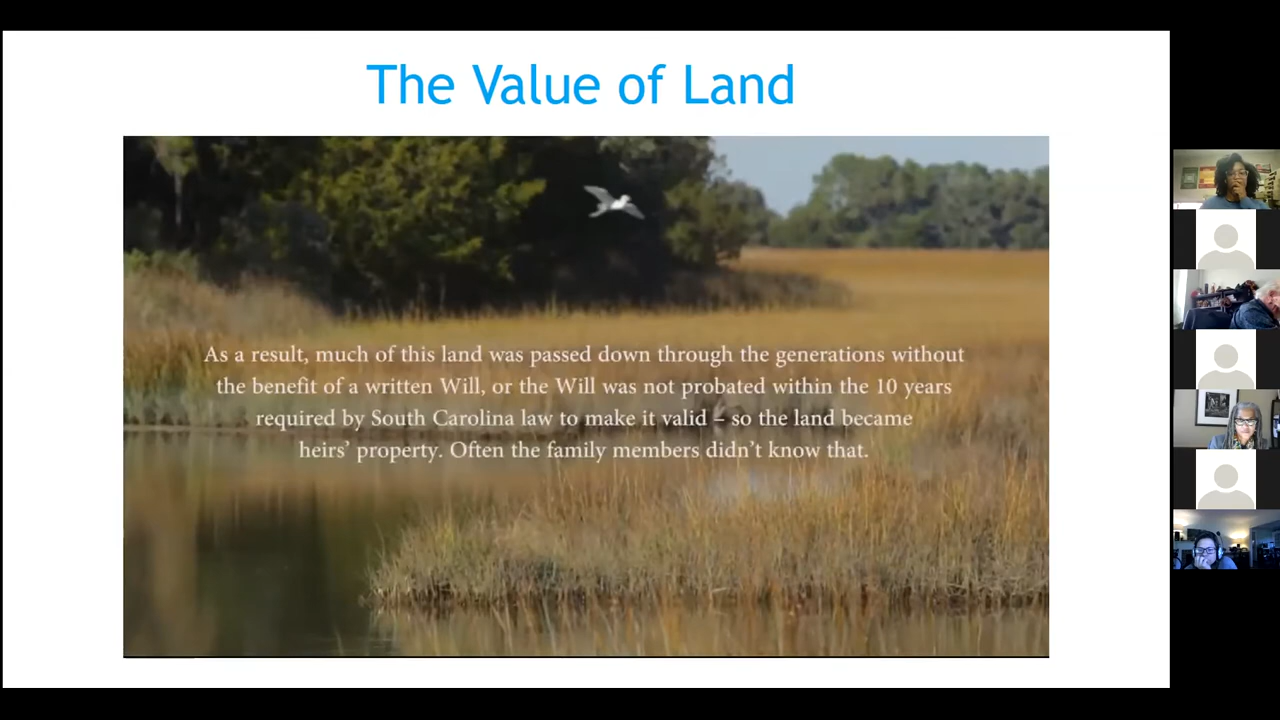 The Value of Land
As a result, much of this land was passed down through the generations without
the benefit of a written Will, or the Will was not probated within the 10 years
required by South Carolina law to make it valid – so the land became
heirs’ property. Often the family members didn’t know that.